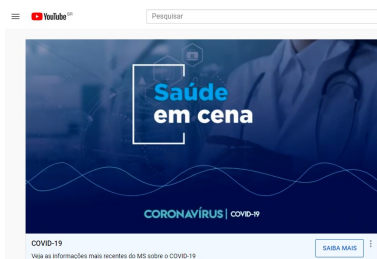 YouTube BR
Pesquisar
Saúde
em cena
CORONAVÍRUS | COVID-19
COVID-19
Veja as informações mais recentes do MS sobre o COVID-19
SAIBA MAIS